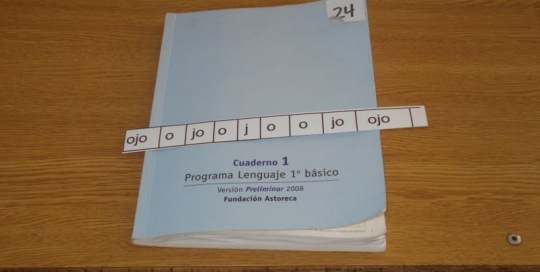 24
ojo o jo o j o o jo ojo
Cuaderno 1
Programa Lenguaje 1º básico
Versión Preliminar 2008
Fundación Astoreca